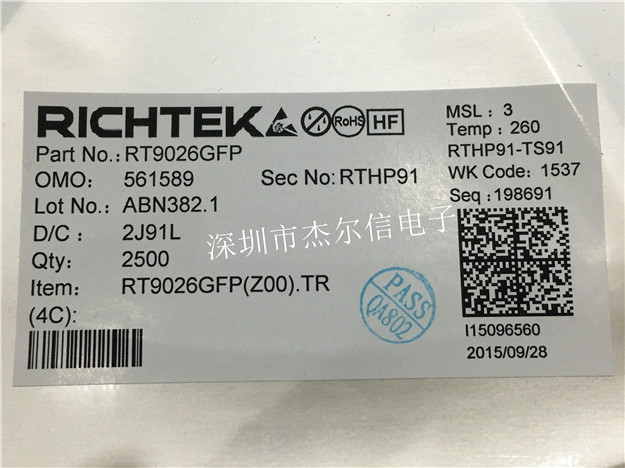 RICHTEK RoHS HF
Part No.: RT9026GFP
OMO: 561589 Sec No: RTHP91
Lot No.: ABN382.1
D/C : 2J91L
Qty: 2500
Item: RT9026GFP(Z00).TR
(4C):
MSL : 3
Temp : 260
RTHP91-TS91
WK Code: 1537
Seq : 198691
深圳市杰尔信电子
PASS
QA802
I15096560
2015/09/28